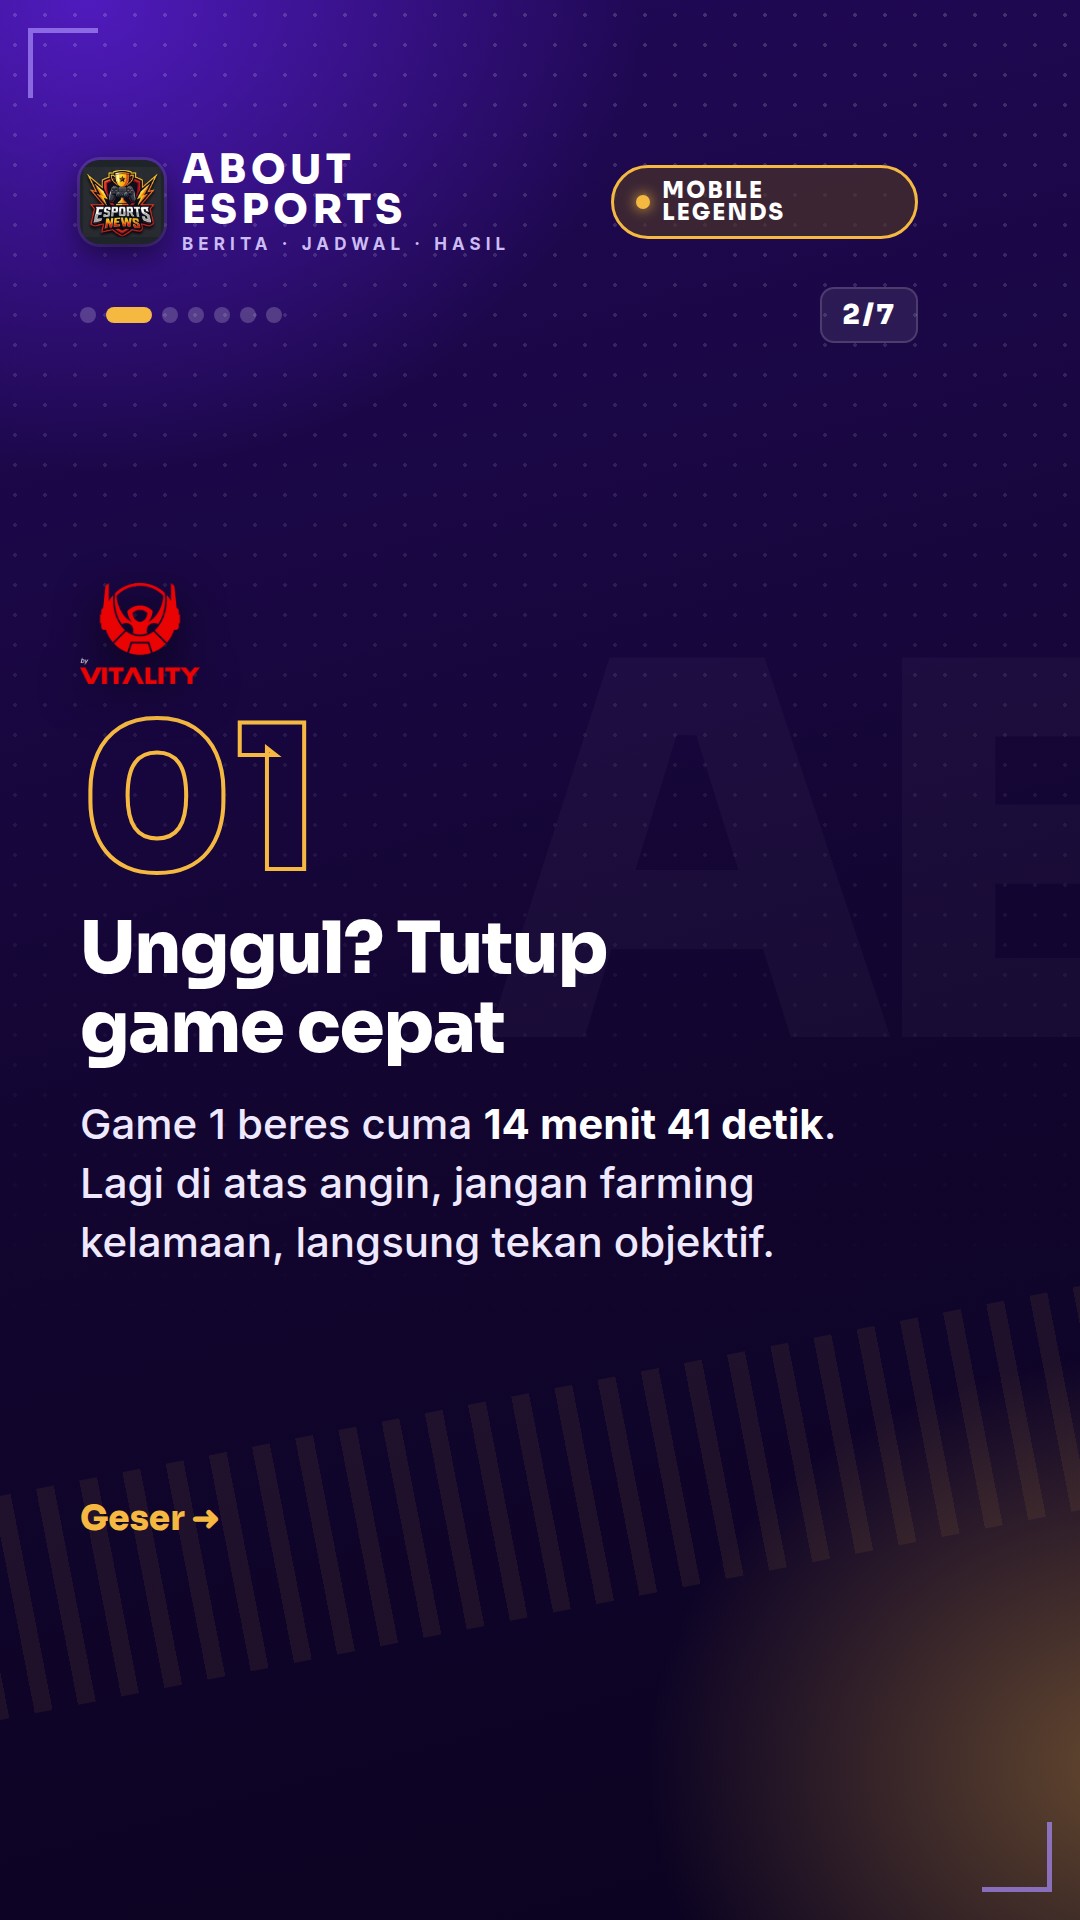 ABOUT
ESPORTS
BERITA · JADWAL · HASIL
ESPORTS
NEWS
MOBILE
LEGENDS
2/7
by
VITALITY
01
Unggul? Tutup
game cepat
Game 1 beres cuma 14 menit 41 detik.
Lagi di atas angin, jangan farming
kelamaan, langsung tekan objektif.
Geser →